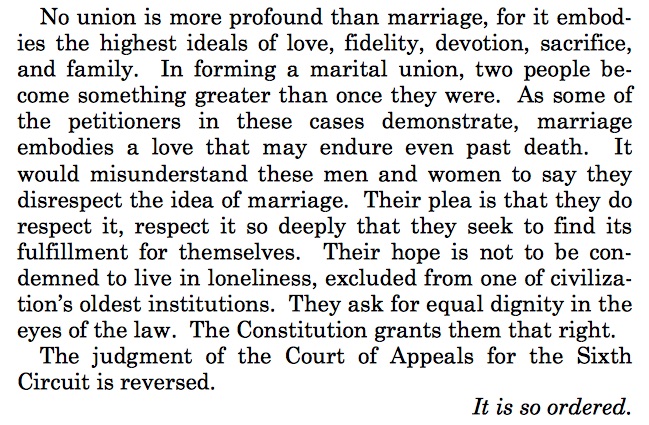 No union is more profound than marriage, for it embod-
ies the highest ideals of love, fidelity, devotion, sacrifice,
and family. In forming a marital union, two people be-
come something greater than once they were. As some of
the petitioners in these cases demonstrate, marriage
embodies a love that may endure even past death. It
would misunderstand these men and women to say they
disrespect the idea of marriage. Their plea is that they do
respect it, respect it so deeply that they seek to find its
fulfillment for themselves. Their hope is not to be con-
demned to live in loneliness, excluded from one of civiliza-
tion’s oldest institutions. They ask for equal dignity in the
eyes of the law. The Constitution grants them that right.
The judgment of the Court of Appeals for the Sixth
Circuit is reversed.
It is so ordered.